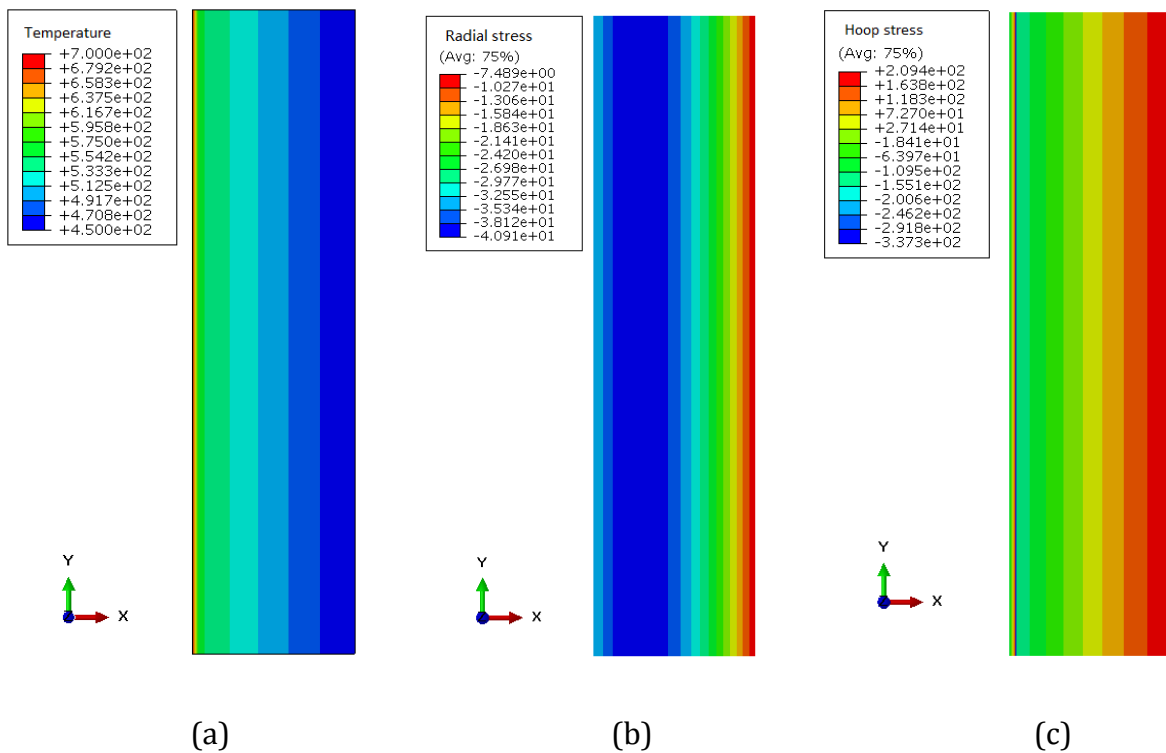 Temperature
+7.000e+02
+6.792e+02
+6.583e+02
+6.375e+02
+6.167e+02
+5.958e+02
+5.750e+02
+5.542e+02
+5.333e+02
+5.125e+02
+4.917e+02
+4.708e+02
+4.500e+02
Y
X
(a)
Radial stress
(Avg: 75%)
-7.489e+00
-1.027e+01
-1.306e+01
-1.584e+01
-1.863e+01
-2.141e+01
-2.420e+01
-2.698e+01
-2.977e+01
-3.255e+01
-3.534e+01
-3.812e+01
-4.091e+01
Y
X
(b)
Hoop stress
(Avg: 75%)
+2.094e+02
+1.638e+02
+1.183e+02
+7.270e+01
+2.714e+01
-1.841e+01
-6.397e+01
-1.095e+02
-1.551e+02
-2.006e+02
-2.462e+02
-2.918e+02
-3.373e+02
Y
X
(c)